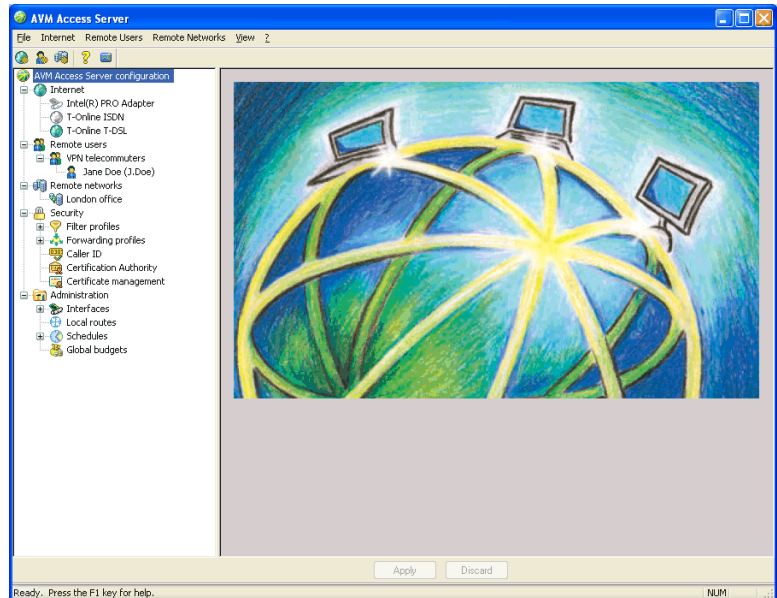 AVM Access Server
File Internet Remote Users Remote Networks View ?
AVM Access Server configuration
Internet
Intel(R) PRO Adapter
T-Online ISDN
T-Online T-DSL
Remote users
VPN telecommuters
Jane Doe (J.Doe)
Remote networks
London office
Security
Filter profiles
Forwarding profiles
Caller ID
Certification Authority
Certificate management
Administration
Interfaces
Local routes
Schedules
Global budgets
Apply Discard
Ready. Press the F1 key for help. NUM